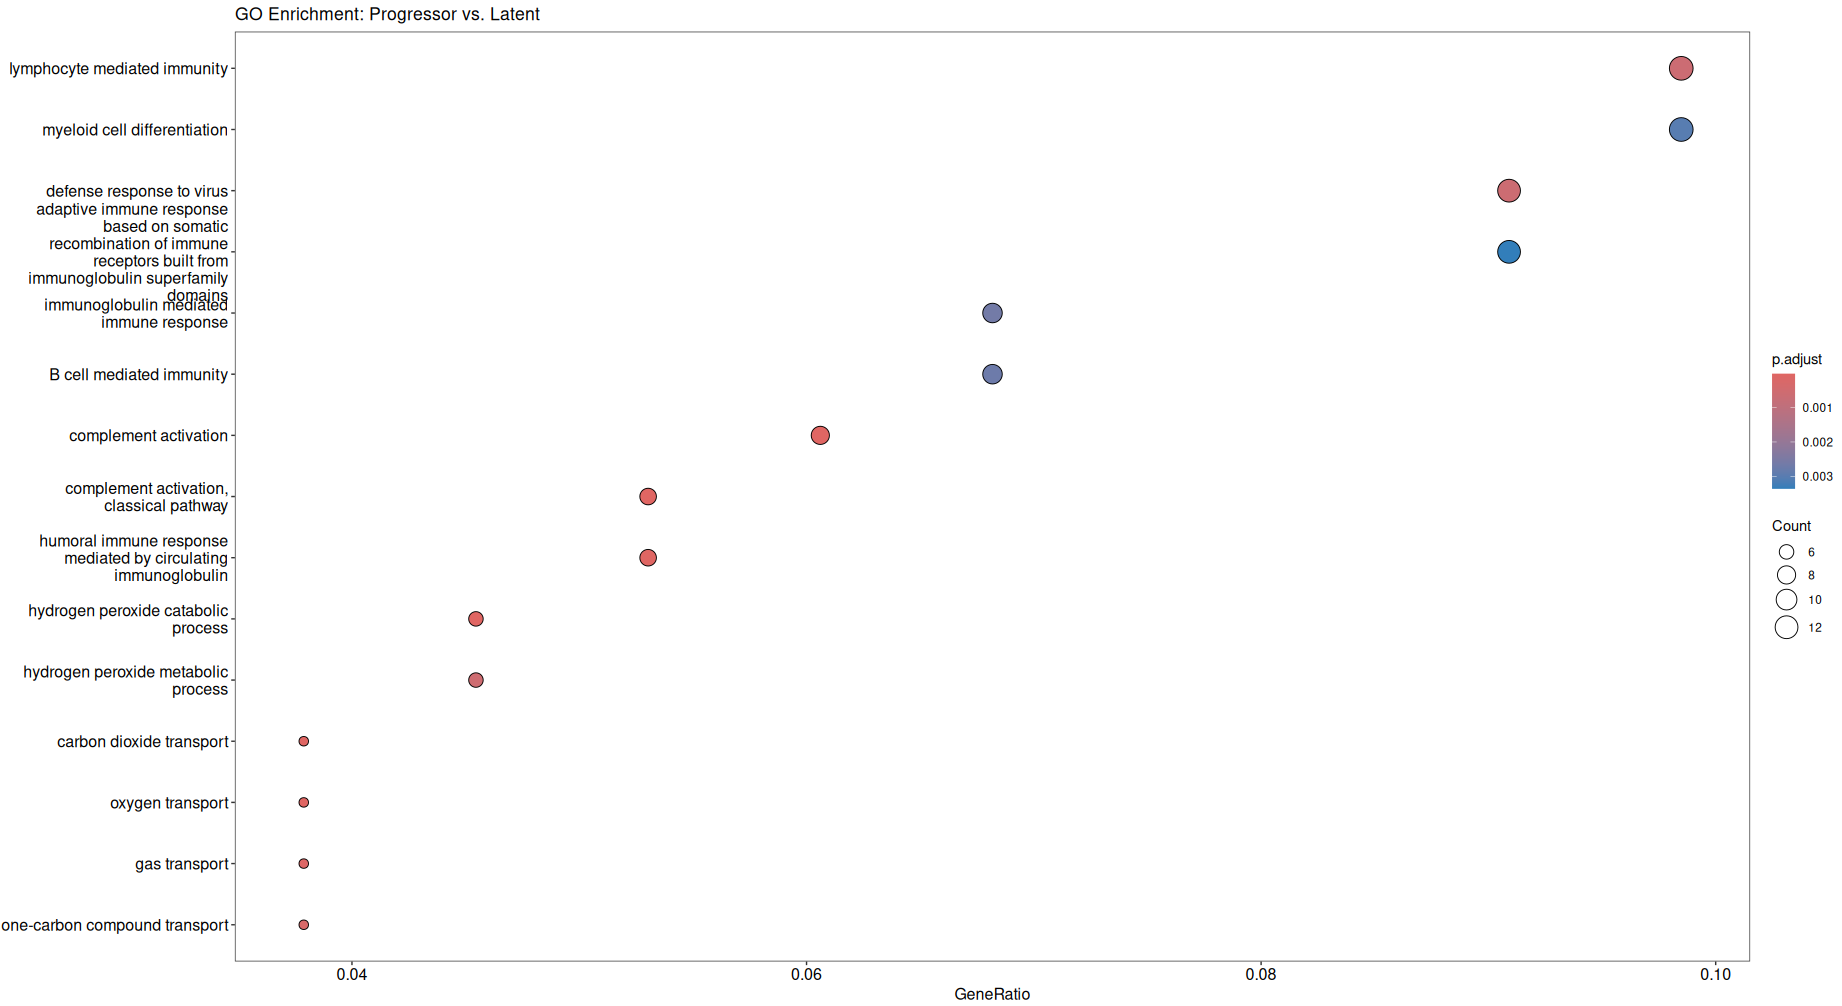 GO Enrichment: Progressor vs. Latent
lymphocyte mediated immunity
myeloid cell differentiation
defense response to virus
adaptive immune response
based on somatic
recombination of immune
receptors built from
immunoglobulin superfamily
domains
immunoglobulin mediated
immune response
B cell mediated immunity
complement activation
complement activation,
classical pathway
humoral immune response
mediated by circulating
immunoglobulin
hydrogen peroxide catabolic
process
hydrogen peroxide metabolic
process
carbon dioxide transport
oxygen transport
gas transport
one-carbon compound transport
0.04
0.06
0.08
0.10
GeneRatio
p.adjust
0.001
0.002
0.003
Count
6
8
10
12